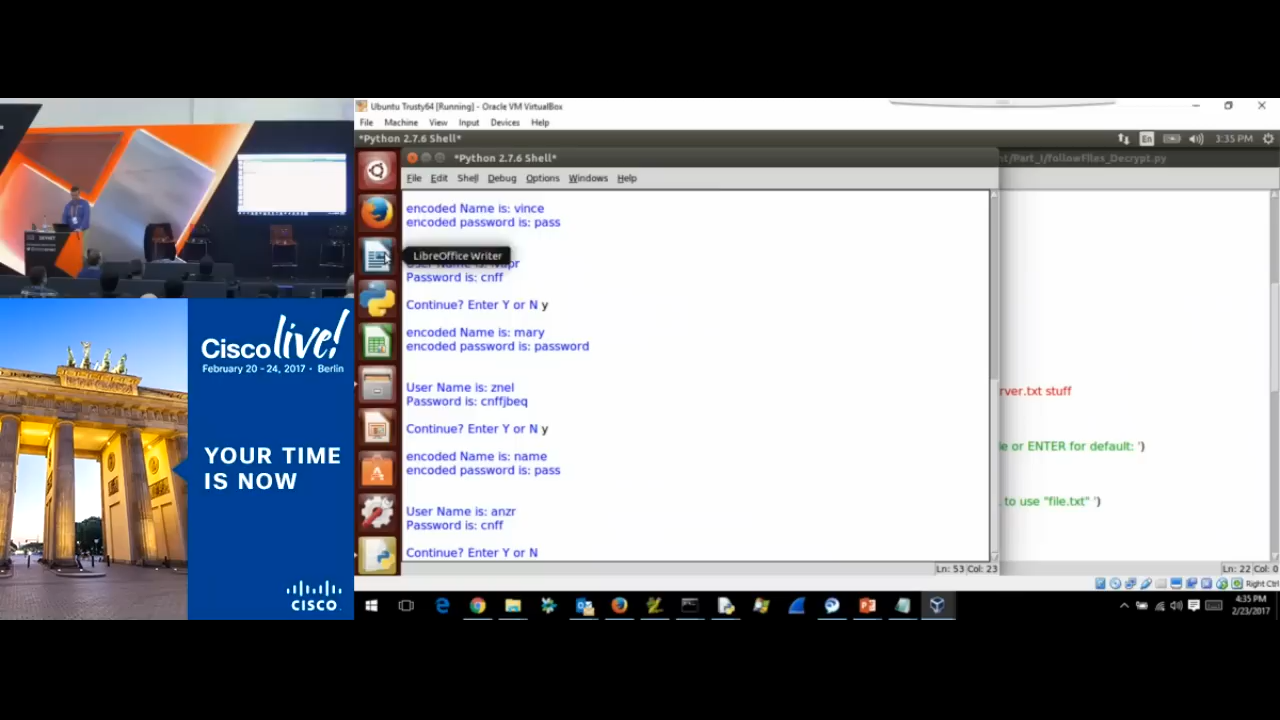 Ubuntu Trusty64 [Running] - Oracle VM VirtualBox
File Machine View Input Devices Help
*Python 2.7.6 Shell*
En
3:35 PM
*Python 2.7.6 Shell*
t/Part_I/followFiles_Decrypt.py
File Edit Shell Debug Options Windows Help
encoded Name is: vince
encoded password is: pass
LibreOffice Writer
Password is: cnff
Continue? Enter Y or N y
encoded Name is: mary
encoded password is: password
User Name is: znel
Password is: cnffjbeq
Continue? Enter Y or N y
encoded Name is: name
encoded password is: pass
User Name is: anzr
Password is: cnff
Continue? Enter Y or N
Ln: 53 Col: 23
rver.txt stuff
e or ENTER for default: ')
to use "file.txt" ')
Ln: 22 Col: 0
Right Ctrl
4:35 PM
2/23/2017
Cisco live!
February 20 - 24, 2017 • Berlin
YOUR TIME
IS NOW
CISCO